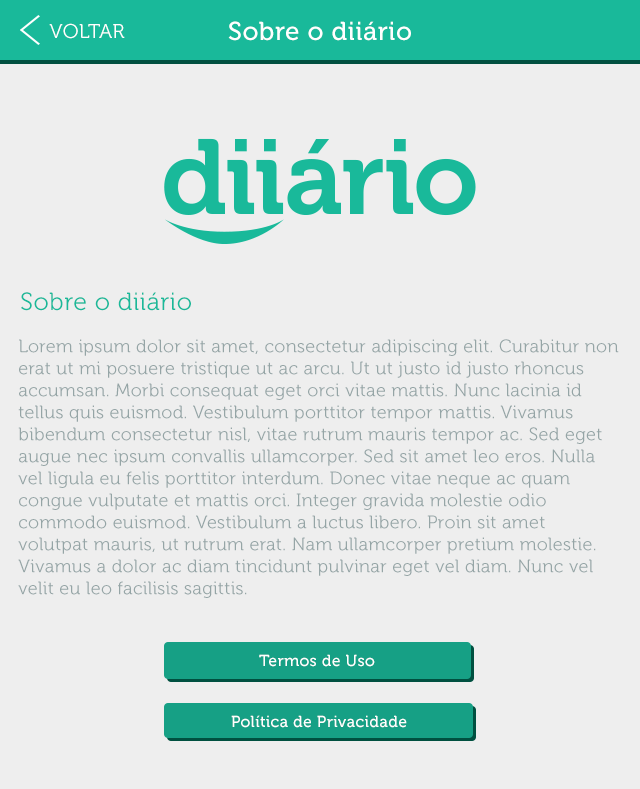 VOLTAR
Sobre o diiário
diiário
Sobre o diiário
Lorem ipsum dolor sit amet, consectetur adipiscing elit. Curabitur non
erat ut mi posuere tristique ut ac arcu. Ut ut justo id justo rhoncus
accumsan. Morbi consequat eget orci vitae mattis. Nunc lacinia id
tellus quis euismod. Vestibulum porttitor tempor mattis. Vivamus
bibendum consectetur nisl, vitae rutrum mauris tempor ac. Sed eget
augue nec ipsum convallis ullamcorper. Sed sit amet leo eros. Nulla
vel ligula eu felis porttitor interdum. Donec vitae neque ac quam
congue vulputate et mattis orci. Integer gravida molestie odio
commodo euismod. Vestibulum a luctus libero. Proin sit amet
volutpat mauris, ut rutrum erat. Nam ullamcorper pretium molestie.
Vivamus a dolor ac diam tincidunt pulvinar eget vel diam. Nunc vel
velit eu leo facilisis sagittis.
Termos de Uso
Política de Privacidade